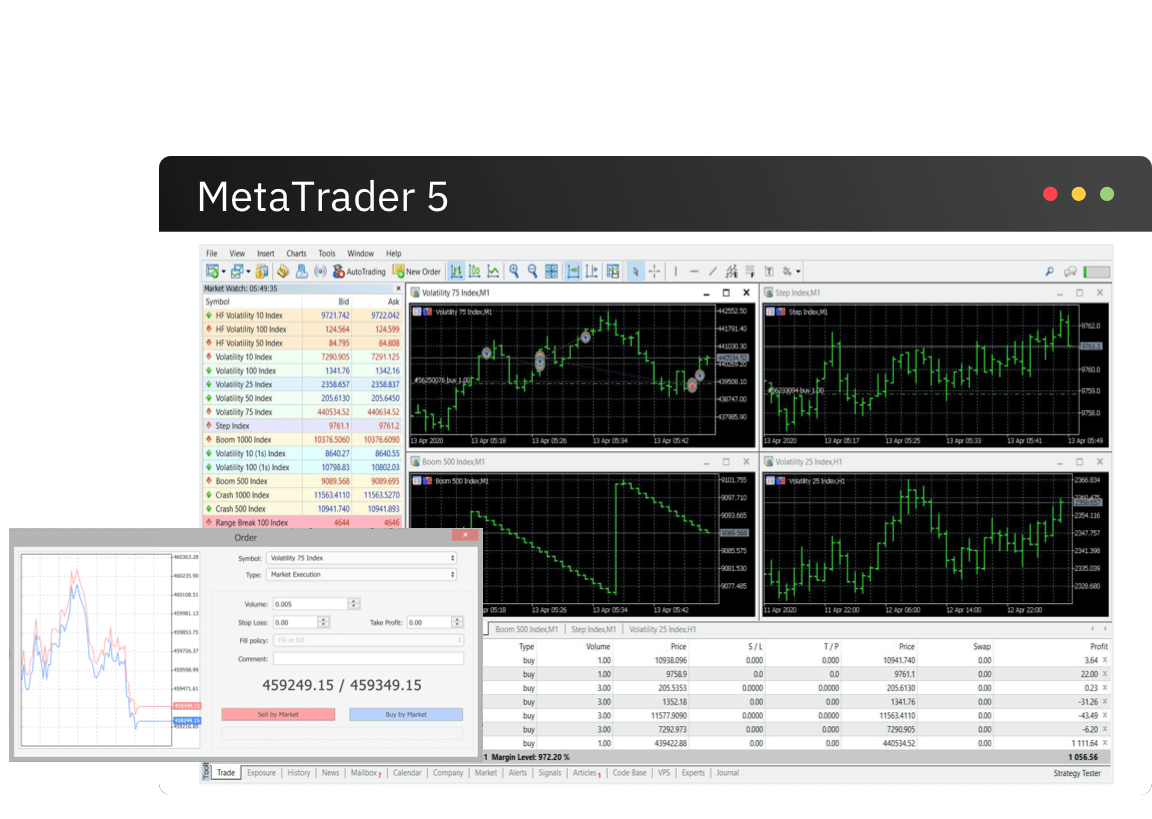 MetaTrader 5
File View Insert Charts Tools Window Help
AutoTrading New Order
Market Watch: 05:49:35
Symbol Bid Ask
HF Volatility 10 Index 9721.742 9722.042
HF Volatility 100 Index 124.564 124.599
HF Volatility 50 Index 84.795 84.808
Volatility 10 Index 7290.905 7291.125
Volatility 100 Index 1341.76 1342.16
Volatility 25 Index 2358.657 2358.837
Volatility 50 Index 205.6130 205.6450
Volatility 75 Index 440534.52 440634.52
Step Index 9761.1 9761.2
Boom 1000 Index 10376.5060 10376.6090
Volatility 10 (1s) Index 8640.27 8640.55
Volatility 100 (1s) Index 10798.83 10802.03
Boom 500 Index 9089.568 9089.695
Crash 1000 Index 11563.4110 11563.5270
Crash 500 Index 10941.740 10941.893
Range Break 100 Index 4644 4646
Volatility 75 Index,M1
Volatility 75 Index,M1
442552.50
441791.40
441030.30
440534.52
440269.20
439508.10
438747.00
437985.90
#56250076 buy 1.00
13 Apr 2020 13 Apr 05:18 13 Apr 05:26 13 Apr 05:34 13 Apr 05:42
Step Index,M1
Step Index,M1
9762.0
9761.1
9760.0
9759.0
9758.0
#56233094 buy 1.00
13 Apr 2020 13 Apr 05:17 13 Apr 05:25 13 Apr 05:33 13 Apr 05:41 13 Apr 05:49
Boom 500 Index,M1
Boom 500 Index,M1
9101.755
9097.710
9093.665
9089.568
9085.575
9081.530
9077.485
pr 05:18 13 Apr 05:26 13 Apr 05:34 13 Apr 05:42
Volatility 25 Index,H1
Volatility 25 Index,H1
2366.834
2360.475
2354.116
2347.757
2341.398
2335.039
2328.680
11 Apr 2020 11 Apr 22:00 12 Apr 06:00 12 Apr 14:00 12 Apr 22:00
Order
460363.28
460235.90
460108.51
459981.13
459853.75
459726.37
459598.99
459471.61
459349.15
459249.15
459216.85
Symbol: Volatility 75 Index
Type: Market Execution
Volume: 0.005
Stop Loss: 0.00 Take Profit: 0.00
Fill policy: Fill or Kill
Comment:
459249.15 / 459349.15
Sell by Market Buy by Market
Boom 500 Index,M1 Step Index,M1 Volatility 25 Index,H1
Type Volume Price S / L T / P Price Swap Profit
buy 1.00 10938.096 0.000 0.000 10941.740 0.00 3.64
buy 1.00 9758.9 0.0 0.0 9761.1 0.00 22.00
buy 3.00 205.5353 0.0000 0.0000 205.6130 0.00 0.23
buy 3.00 1352.18 0.00 0.00 1341.76 0.00 -31.26
buy 3.00 11577.9090 0.0000 0.0000 11563.4110 0.00 -43.49
buy 3.00 7292.973 0.000 0.000 7290.905 0.00 -6.20
buy 1.00 439422.88 0.00 0.00 440534.52 0.00 1 111.64
1 Margin Level: 972.20 % 1 056.56
Trade Exposure History News Mailbox 7 Calendar Company Market Alerts Signals Articles Code Base VPS Experts Journal Strategy Tester